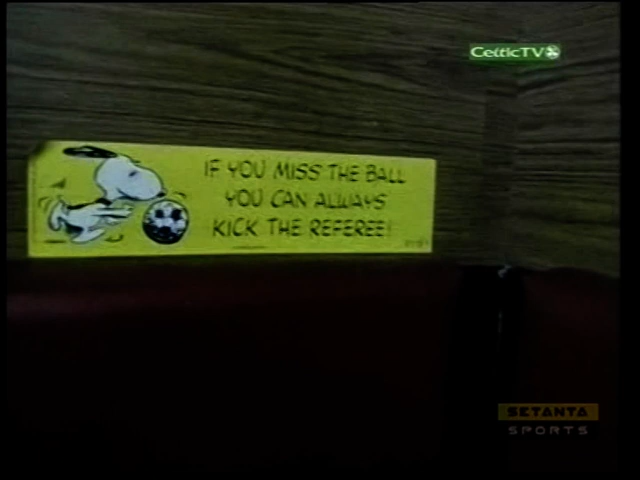 CelticTV
IF YOU MISS THE BALL
YOU CAN ALWAYS
KICK THE REFEREE!
SETANTA
SPORTS